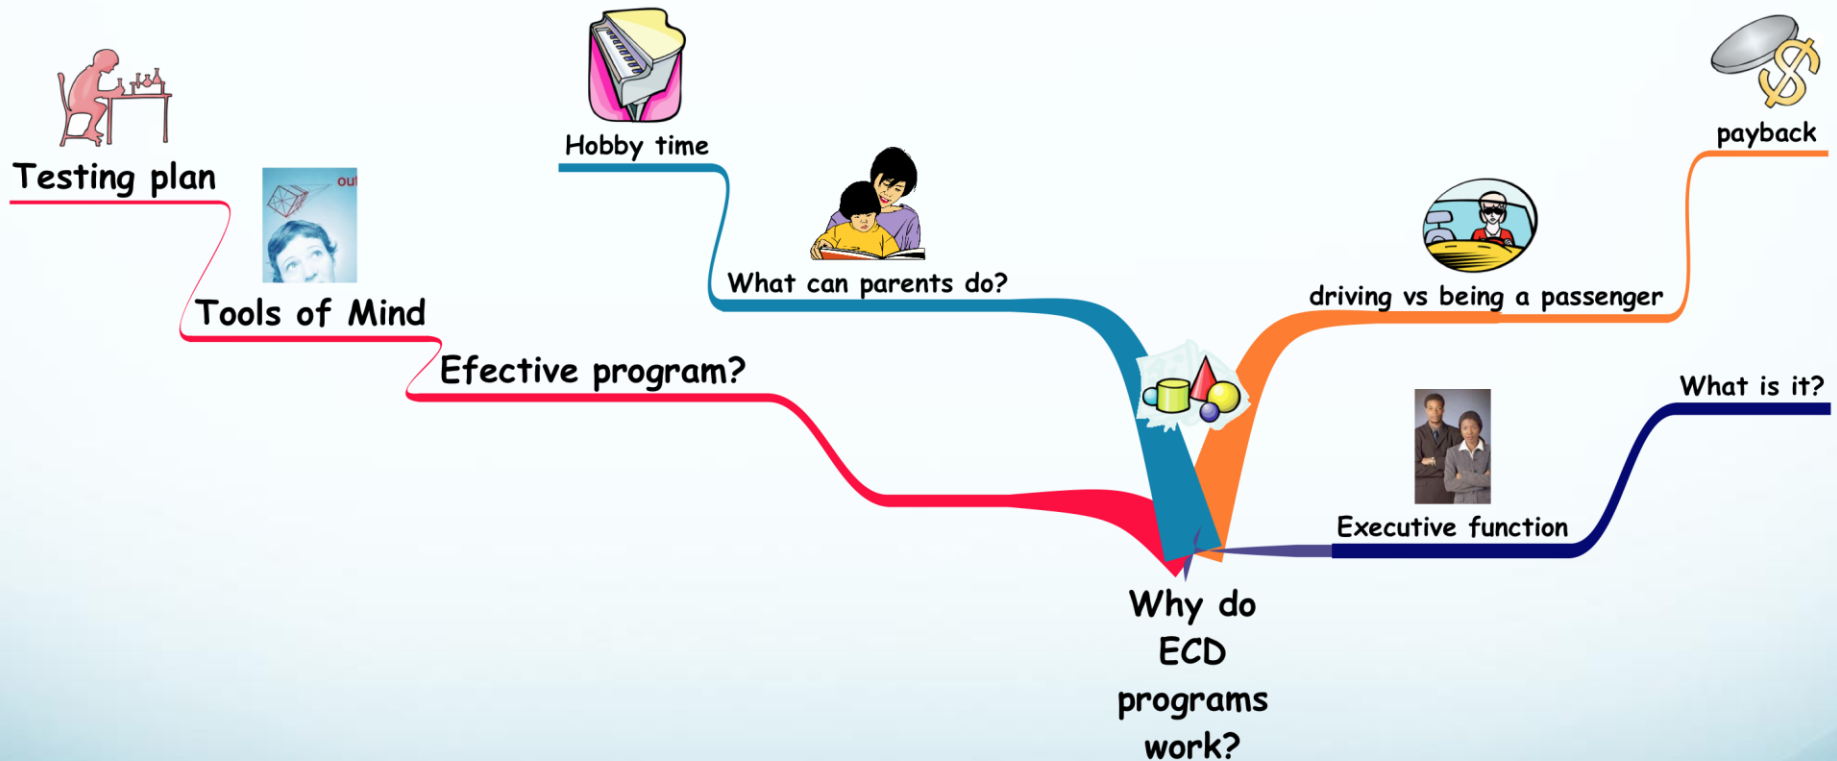 Hobby time
payback
Testing plan
ou
What can parents do?
driving vs being a passenger
Tools of Mind
Efective program?
What is it?
Executive function
Why do
ECD
programs
work?